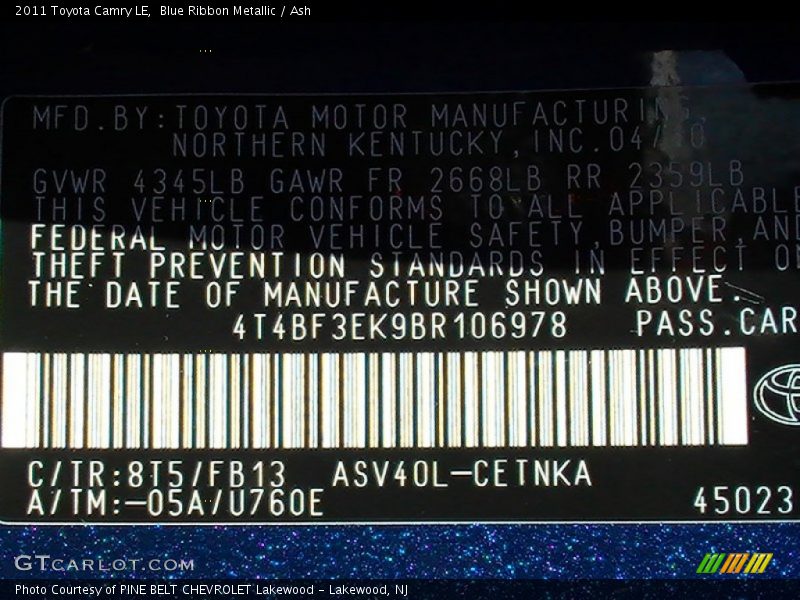 2011 Toyota Camry LE, Blue Ribbon Metallic / Ash
MFD.BY:TOYOTA MOTOR MANUFACTURING,
NORTHERN KENTUCKY,INC.04/10
GVWR 4345LB GAWR FR 2668LB RR 2359LB
THIS VEHICLE CONFORMS TO ALL APPLICABLE
FEDERAL MOTOR VEHICLE SAFETY,BUMPER,AND
THEFT PREVENTION STANDARDS IN EFFECT O
THE DATE OF MANUFACTURE SHOWN ABOVE.
4T4BF3EK9BR106978 PASS.CAR
C/TR:8T5/FB13 ASV40L-CETNKA
A/TM:-05A/U760E 45023
GTCARLOT.COM
Photo Courtesy of PINE BELT CHEVROLET Lakewood - Lakewood, NJ